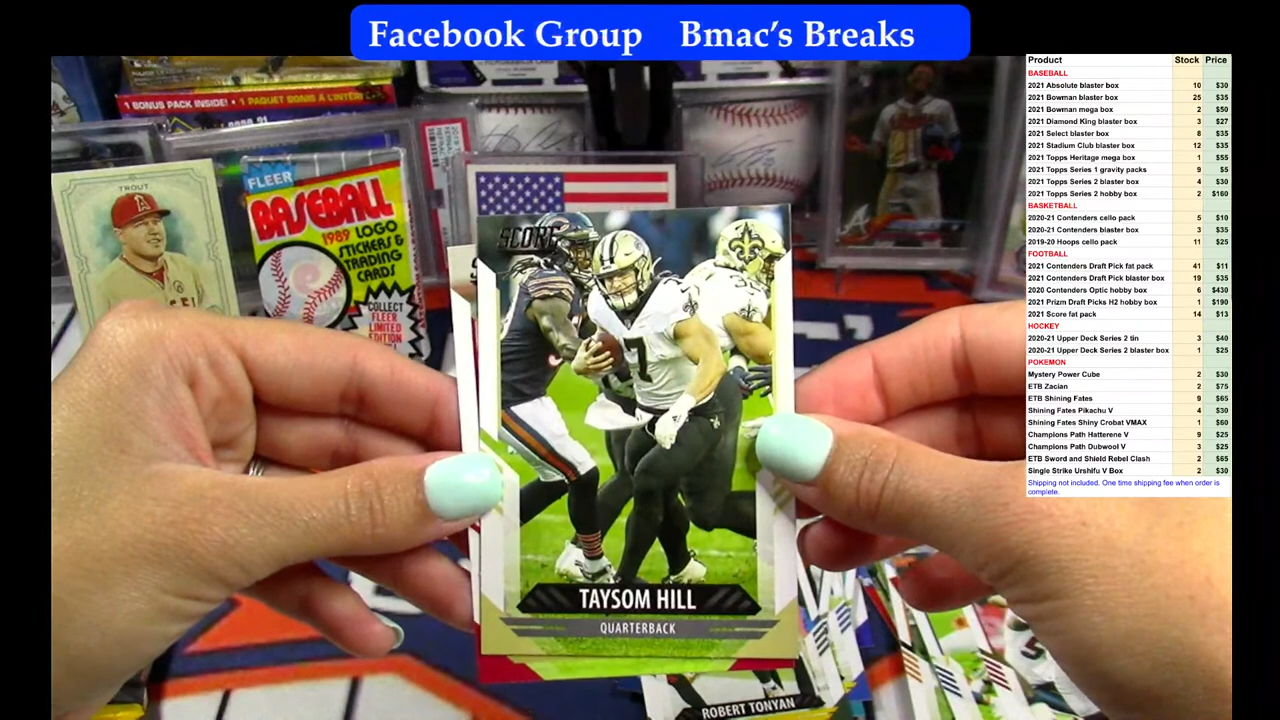 Facebook Group Bmac's Breaks
Product Stock Price
BASEBALL
2021 Absolute blaster box 10 $30
2021 Bowman blaster box 25 $35
2021 Bowman mega box 2 $50
2021 Diamond King blaster box 3 $27
2021 Select blaster box 8 $35
2021 Stadium Club blaster box 12 $35
2021 Topps Heritage mega box 1 $55
2021 Topps Series 1 gravity packs 9 $5
2021 Topps Series 2 blaster box 4 $30
2021 Topps Series 2 hobby box 2 $160
BASKETBALL
2020-21 Contenders cello pack 5 $10
2020-21 Contenders blaster box 3 $35
2019-20 Hoops cello pack 11 $25
FOOTBALL
2021 Contenders Draft Pick fat pack 41 $11
2021 Contenders Draft Pick blaster box 19 $35
2020 Contenders Optic hobby box 6 $430
2021 Prizm Draft Picks H2 hobby box 1 $190
2021 Score fat pack 14 $13
HOCKEY
2020-21 Upper Deck Series 2 tin 3 $40
2020-21 Upper Deck Series 2 blaster box 1 $25
POKEMON
Mystery Power Cube 2 $30
ETB Zacian 2 $75
ETB Shining Fates 9 $65
Shining Fates Pikachu V 4 $30
Shining Fates Shiny Crobat VMAX 1 $60
Champions Path Hatterene V 9 $25
Champions Path Dubwool V 3 $25
ETB Sword and Shield Rebel Clash 2 $65
Single Strike Urshifu V Box 2 $30
Shipping not included. One time shipping fee when order is
complete.
1 BONUS PACK INSIDE! • 1 PAQUET BONIS À L'INTÉR
TROUT
FLEER
BASEBALL
1989 LOGO
STICKERS &
TRADING
CARDS
COLLECT
FLEER
LIMITED
EDITION
SCORE
7
TAYSOM HILL
QUARTERBACK
ROBERT TONYAN